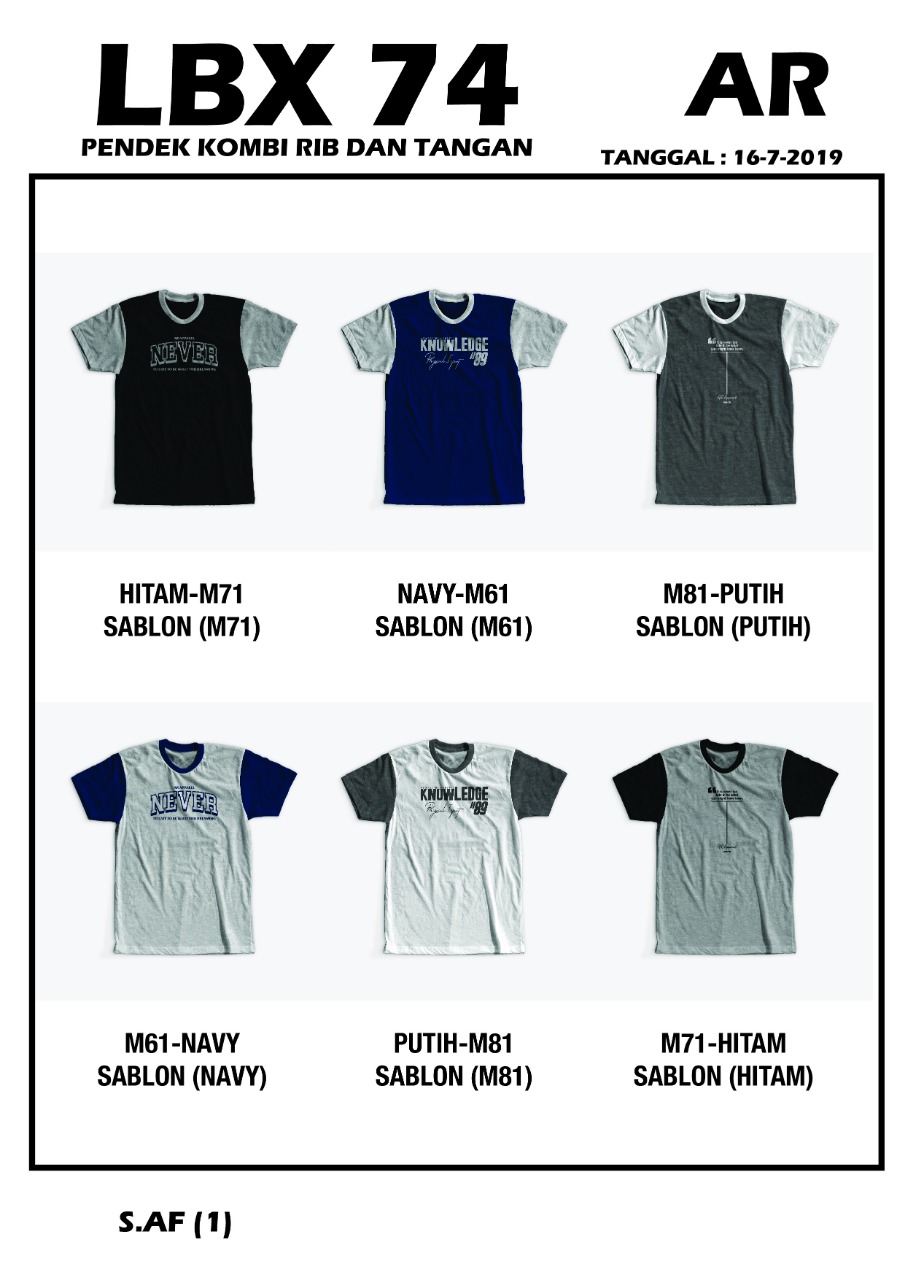 LBX 74
AR
PENDEK KOMBI RIB DAN TANGAN
TANGGAL : 16-7-2019
NEVER
KNOWLEDGE
#89
HITAM-M71
SABLON (M71)
NAVY-M61
SABLON (M61)
M81-PUTIH
SABLON (PUTIH)
NEVER
KNOWLEDGE
#89
M61-NAVY
SABLON (NAVY)
PUTIH-M81
SABLON (M81)
M71-HITAM
SABLON (HITAM)
S.AF (1)